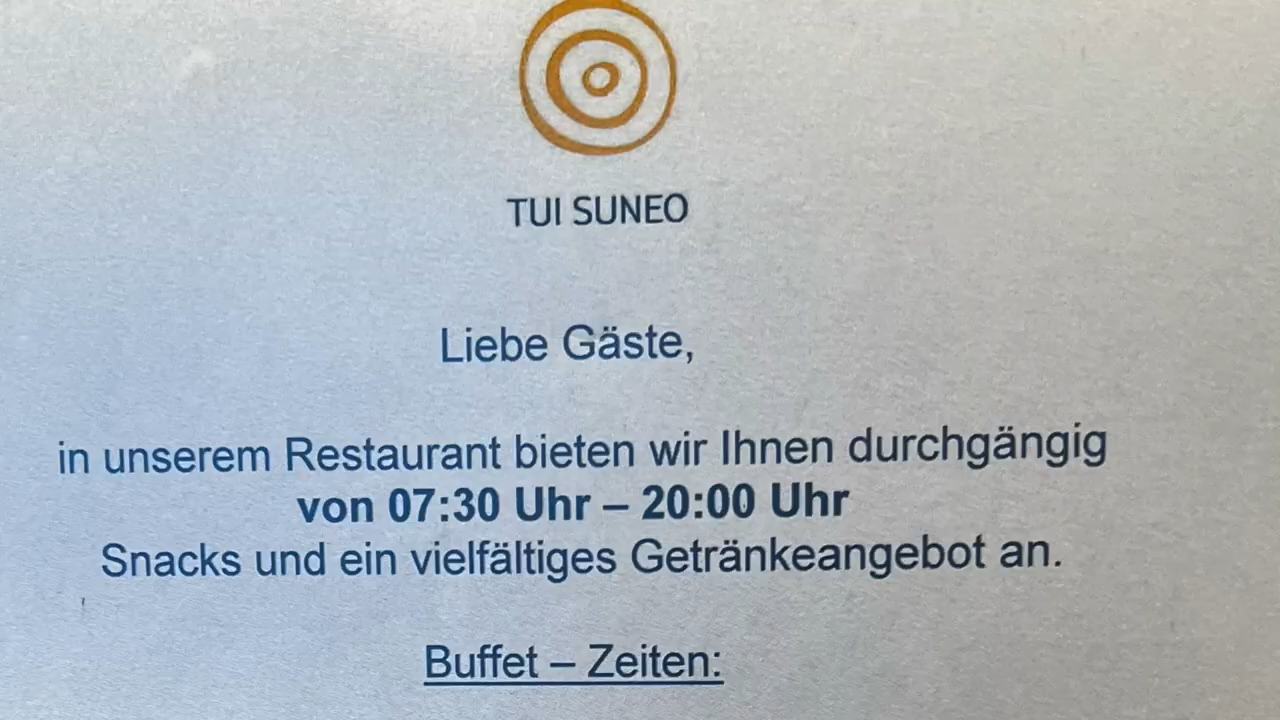 TUI SUNEO
Liebe Gäste,
in unserem Restaurant bieten wir Ihnen durchgängig
von 07:30 Uhr – 20:00 Uhr
Snacks und ein vielfältiges Getränkeangebot an.
Buffet – Zeiten: